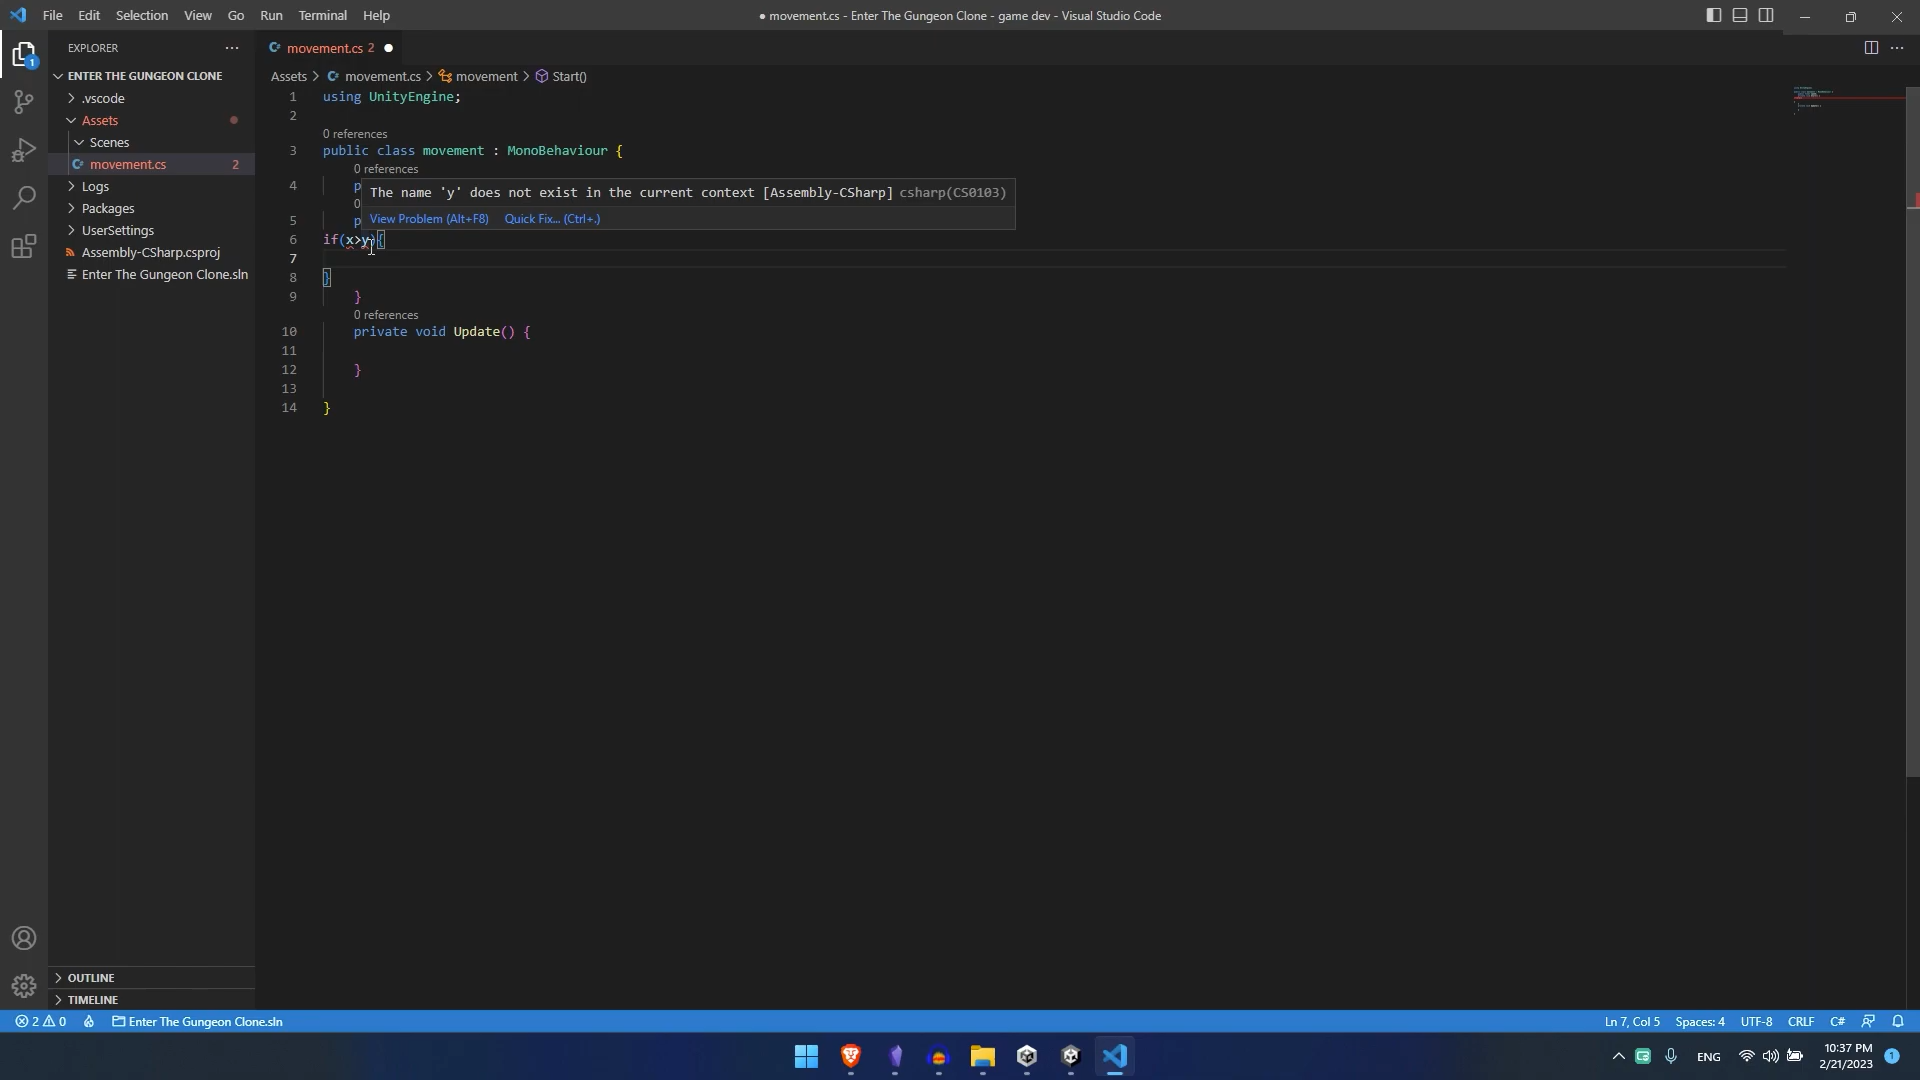 File Edit Selection View Go Run Terminal Help
● movement.cs - Enter The Gungeon Clone - game dev - Visual Studio Code
EXPLORER
movement.cs 2
ENTER THE GUNGEON CLONE
.vscode
Assets
Scenes
movement.cs 2
Logs
Packages
UserSettings
Assembly-CSharp.csproj
Enter The Gungeon Clone.sln
OUTLINE
TIMELINE
Assets > movement.cs > movement > Start()
1 using UnityEngine;
2
0 references
3 public class movement : MonoBehaviour {
0 references
4 p
The name 'y' does not exist in the current context [Assembly-CSharp] csharp(CS0103)
0
View Problem (Alt+F8) Quick Fix... (Ctrl+.)
5 p
6 if(x>y){
7
8 }
9 }
0 references
10 private void Update() {
11
12 }
13
14 }
1
2 0 Enter The Gungeon Clone.sln
Ln 7, Col 5 Spaces: 4 UTF-8 CRLF C#
ENG
10:37 PM
2/21/2023
1